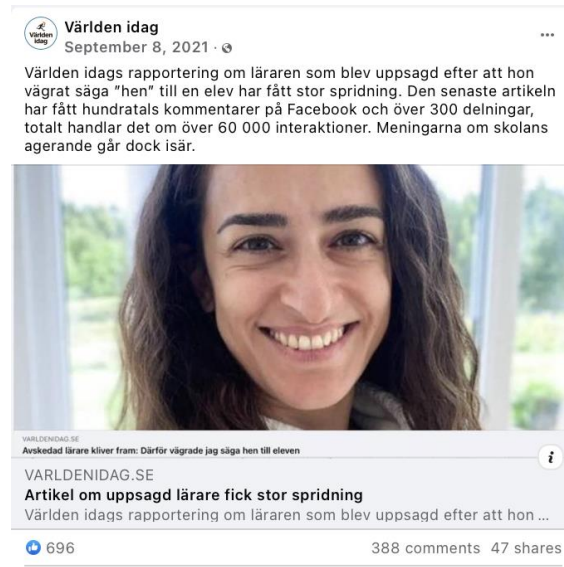 Världen idag
Världen idag
September 8, 2021 ·
Världen idags rapportering om läraren som blev uppsagd efter att hon
vägrat säga "hen" till en elev har fått stor spridning. Den senaste artikeln
har fått hundratals kommentarer på Facebook och över 300 delningar,
totalt handlar det om över 60 000 interaktioner. Meningarna om skolans
agerande går dock isär.
VARLDENIDAG.SE
Avskedad lärare kliver fram: Därför vägrade jag säga hen till eleven
i
VARLDENIDAG.SE
Artikel om uppsagd lärare fick stor spridning
Världen idags rapportering om läraren som blev uppsagd efter att hon ...
696 388 comments 47 shares